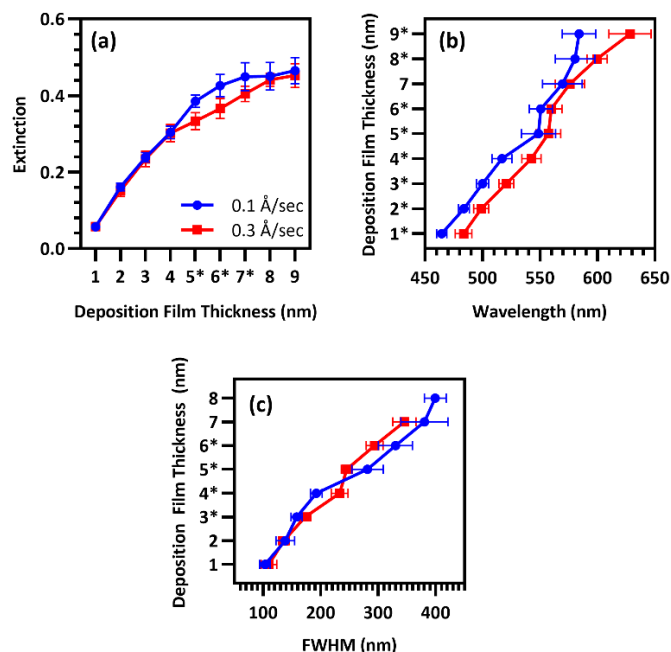 (a)
Extinction
0.6
0.4
0.2
0.0
0.1 Å/sec
0.3 Å/sec
1 2 3 4 5* 6* 7* 8 9
Deposition Film Thickness (nm)
(b)
Deposition Film Thickness (nm)
9*
8*
7
6*
5*
4*
3*
2*
1*
450 500 550 600 650
Wavelength (nm)
(c)
Deposition Film Thickness (nm)
8
7
6*
5*
4*
3*
2
1
100 200 300 400
FWHM (nm)